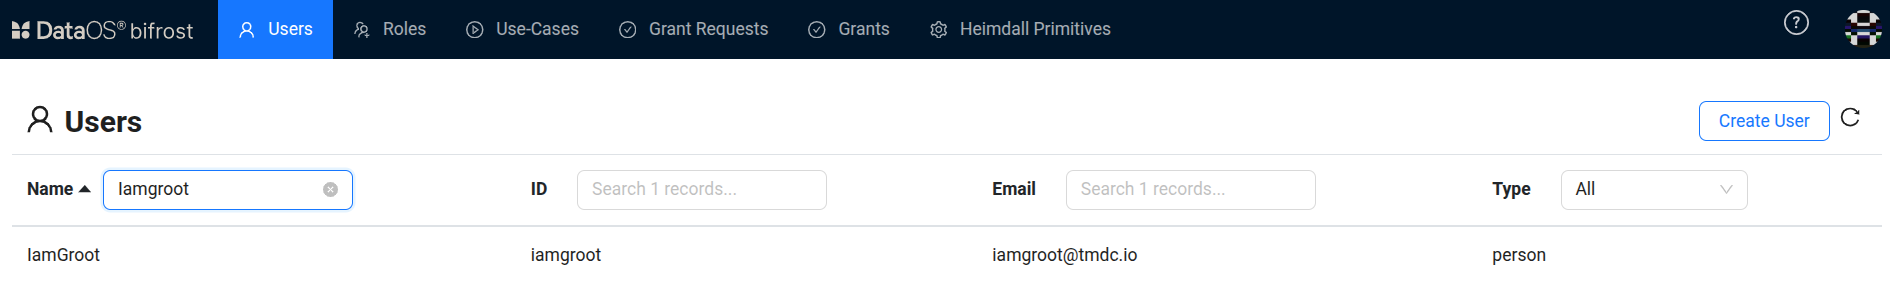 DataOS® bifrost Users Roles Use-Cases Grant Requests Grants Heimdall Primitives ?
Users Create User
Name Iamgroot ID Search 1 records... Email Search 1 records... Type All
IamGroot iamgroot iamgroot@tmdc.io person